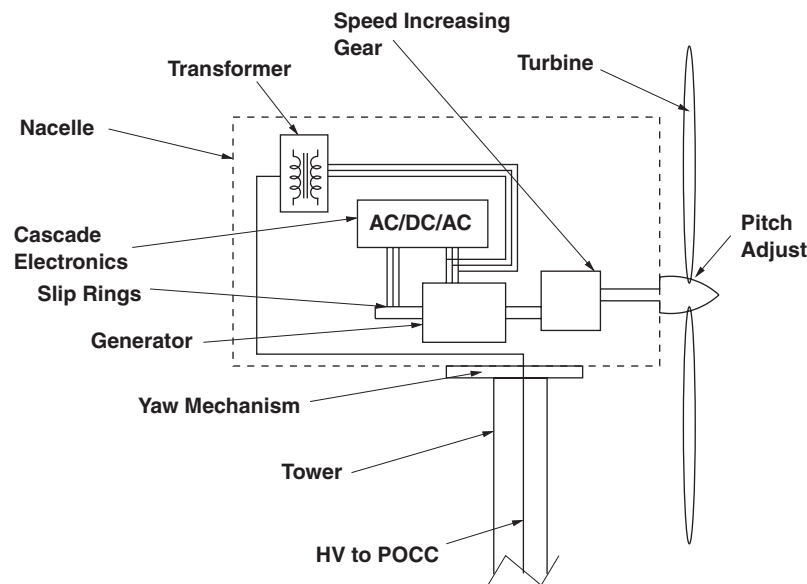 Speed Increasing
Gear
Transformer
Turbine
Nacelle
AC/DC/AC
Pitch
Adjust
Cascade
Electronics
Slip Rings
Generator
Yaw Mechanism
Tower
HV to POCC